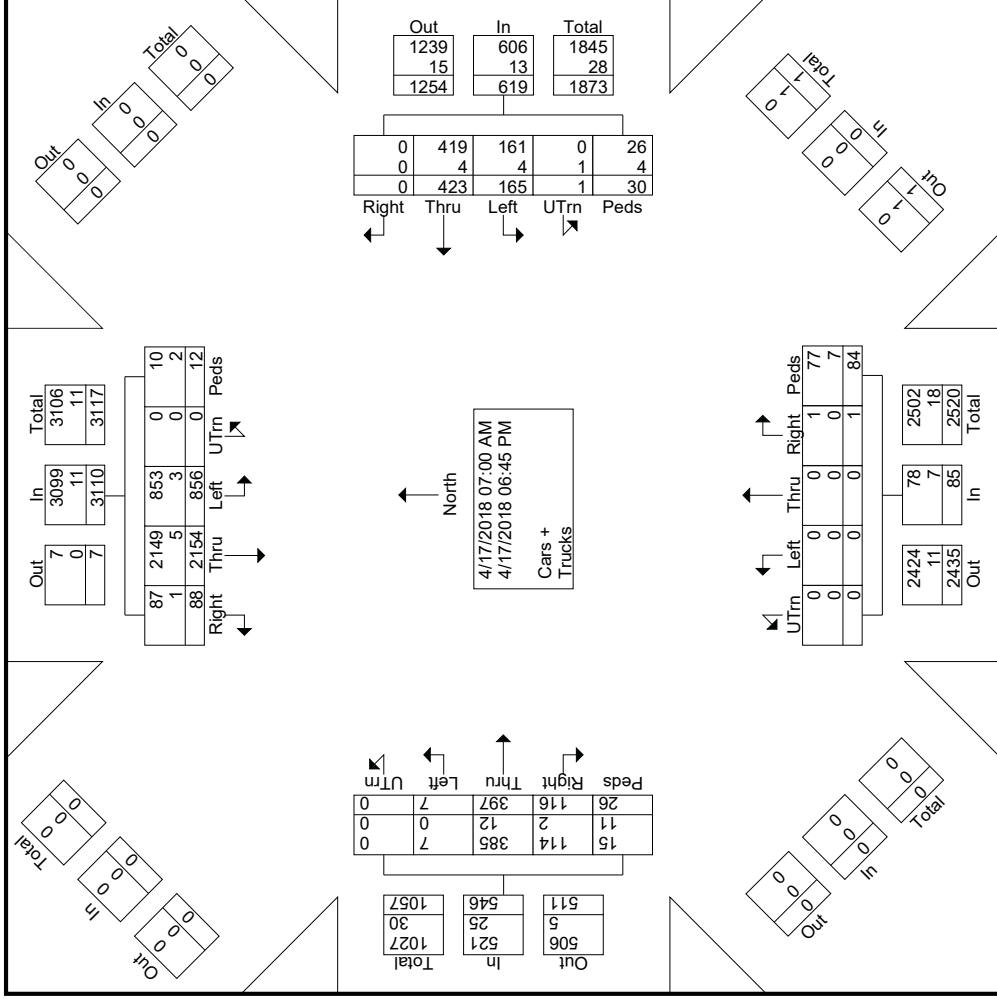 Out
In
Total
1239
606
1845
15
13
28
1254
619
1873
0
419
161
0
26
0
4
4
1
4
0
423
165
1
30
Right
Thru
Left
UTrn
Peds
Total
0
0
0
In
0
0
0
Out
0
0
0
Total
0
1
1
In
0
0
0
Out
0
1
1
Total
3106
11
3117
In
3099
11
3110
Out
7
0
7
Peds
10
2
12
UTrn
0
0
0
Left
853
3
856
Thru
2149
5
2154
Right
87
1
88
North
4/17/2018 07:00 AM
4/17/2018 06:45 PM
Cars +
Trucks
Peds
77
7
84
Right
1
0
1
Thru
0
0
0
Left
0
0
0
UTrn
0
0
0
Total
2502
18
2520
In
78
7
85
Out
2424
11
2435
Peds
Right
Thru
Left
UTrn
15
114
385
7
0
11
2
12
0
0
26
116
397
7
0
Out
In
Total
506
521
1027
5
25
30
511
546
1057
Total
0
0
0
In
0
0
0
Out
0
0
0
Out
0
0
0
In
0
0
0
Total
0
0
0